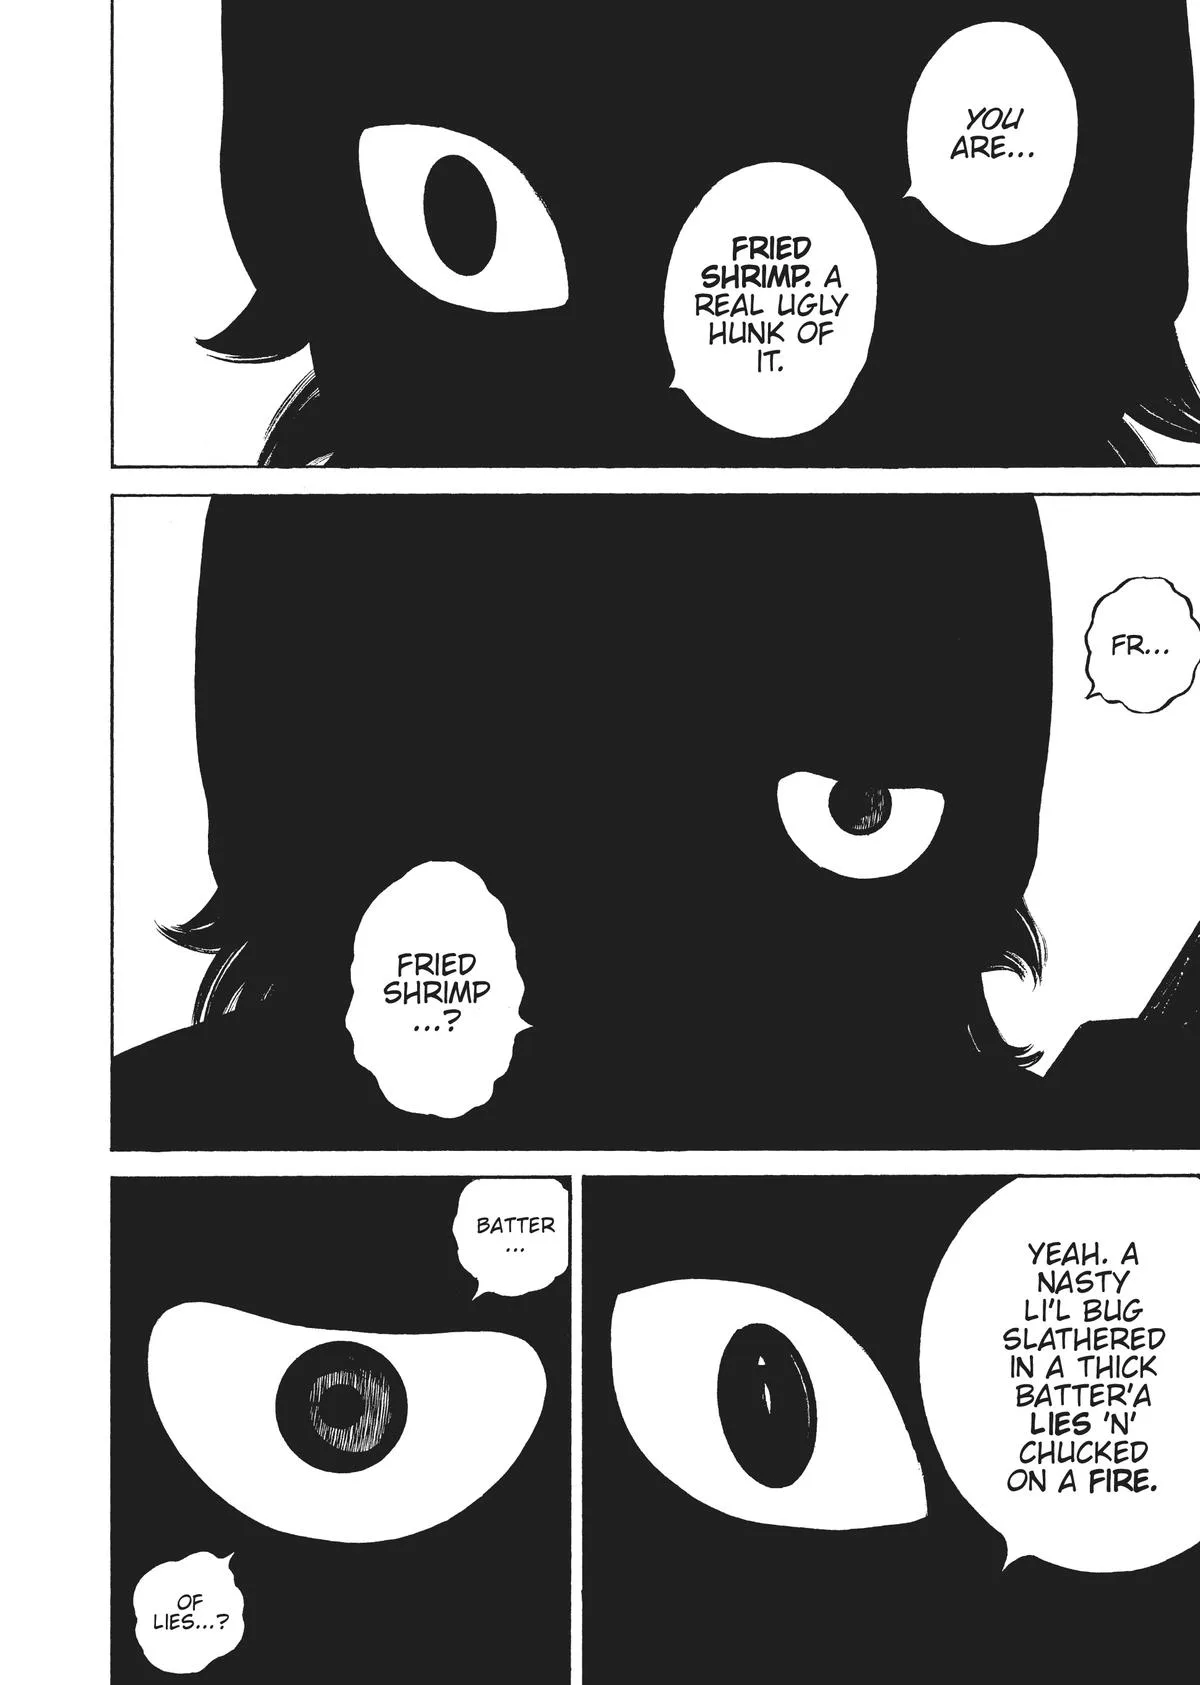 YOU
ARE...
FRIED
SHRIMP. A
REAL UGLY
HUNK OF
IT.
FR...
FRIED
SHRIMP
...?
YEAH. A
NASTY
LI'L BUG
SLATHERED
IN A THICK
BATTER'A
LIES 'N'
CHUCKED
ON A FIRE.
BATTER
...
OF
LIES...?